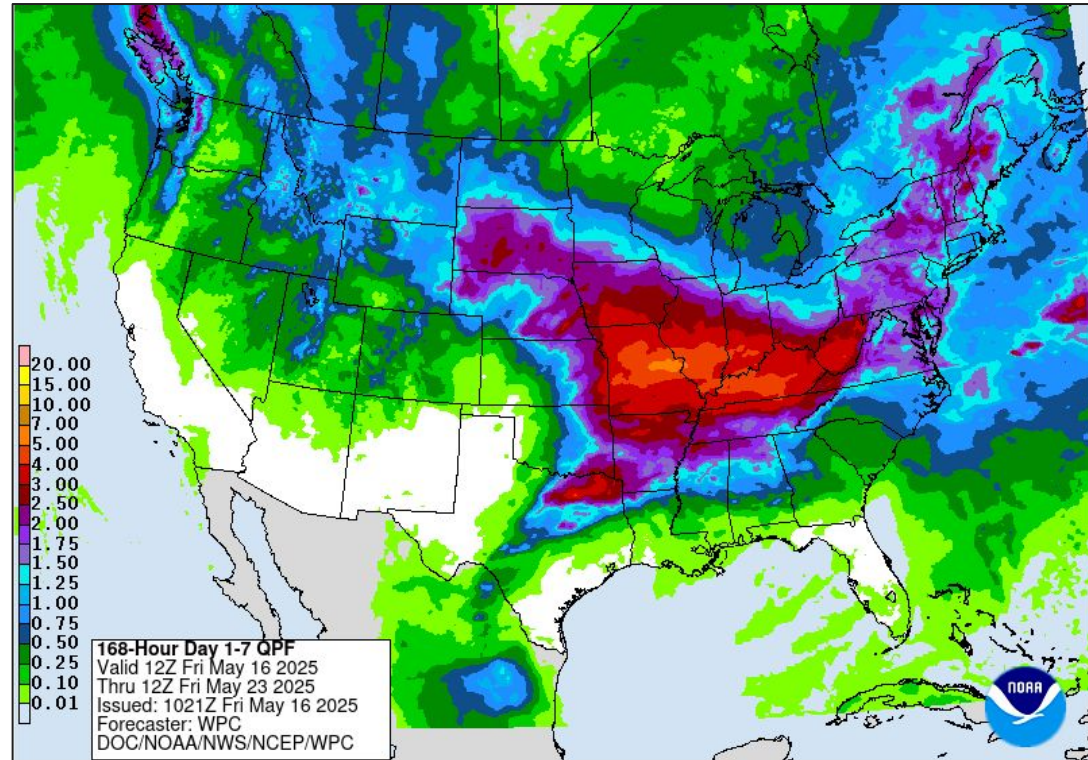 20.00
15.00
10.00
7.00
5.00
4.00
3.00
2.50
2.00
1.75
1.50
1.25
1.00
0.75
0.50
0.25
0.10
0.01
168-Hour Day 1-7 QPF
Valid 12Z Fri May 16 2025
Thru 12Z Fri May 23 2025
Issued: 1021Z Fri May 16 2025
Forecaster: WPC
DOC/NOAA/NWS/NCEP/WPC
NOAA